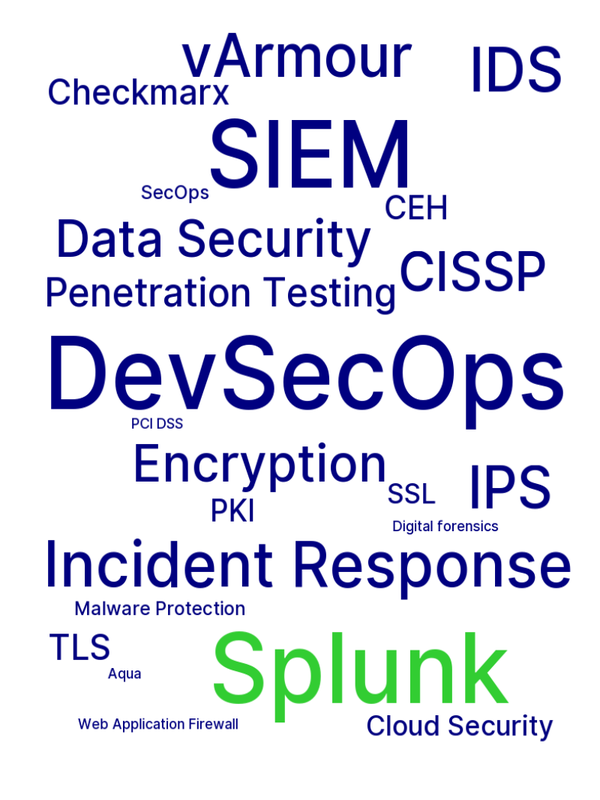 vArmour
IDS
Checkmarx
SIEM
SecOps
CEH
Data Security
CISSP
Penetration Testing
DevSecOps
PCI DSS
Encryption
IPS
SSL
PKI
Digital forensics
Incident Response
Malware Protection
TLS
Splunk
Aqua
Web Application Firewall
Cloud Security